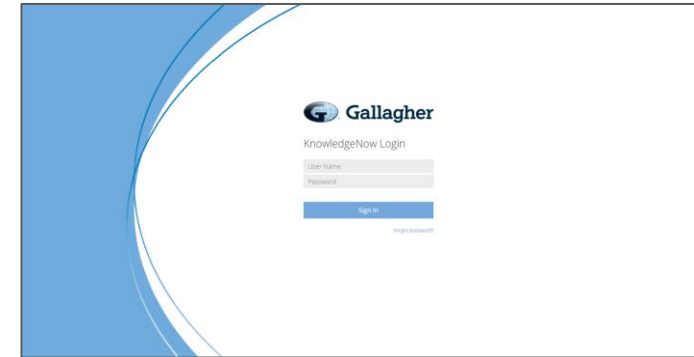 G Gallagher
KnowledgeNow Login
User Name
Password
Sign In
Forgot password?